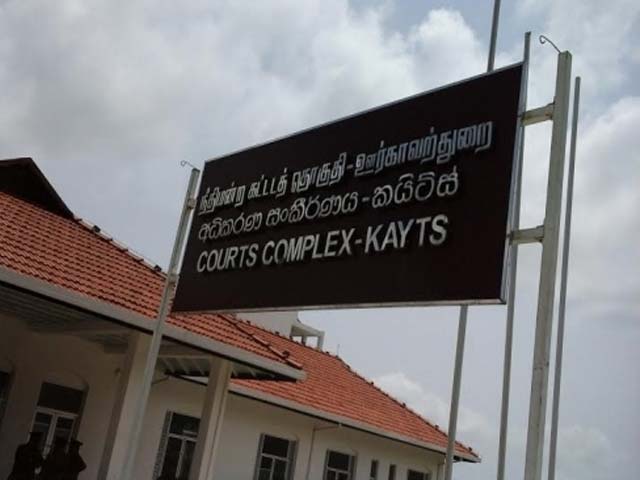 நீதிமன்ற கட்டடத் தொகுதி-ஊர்காவற்றுறை
අධිකරණ සංකීර්ණය-කයිට්ස්
COURTS COMPLEX-KAYTS